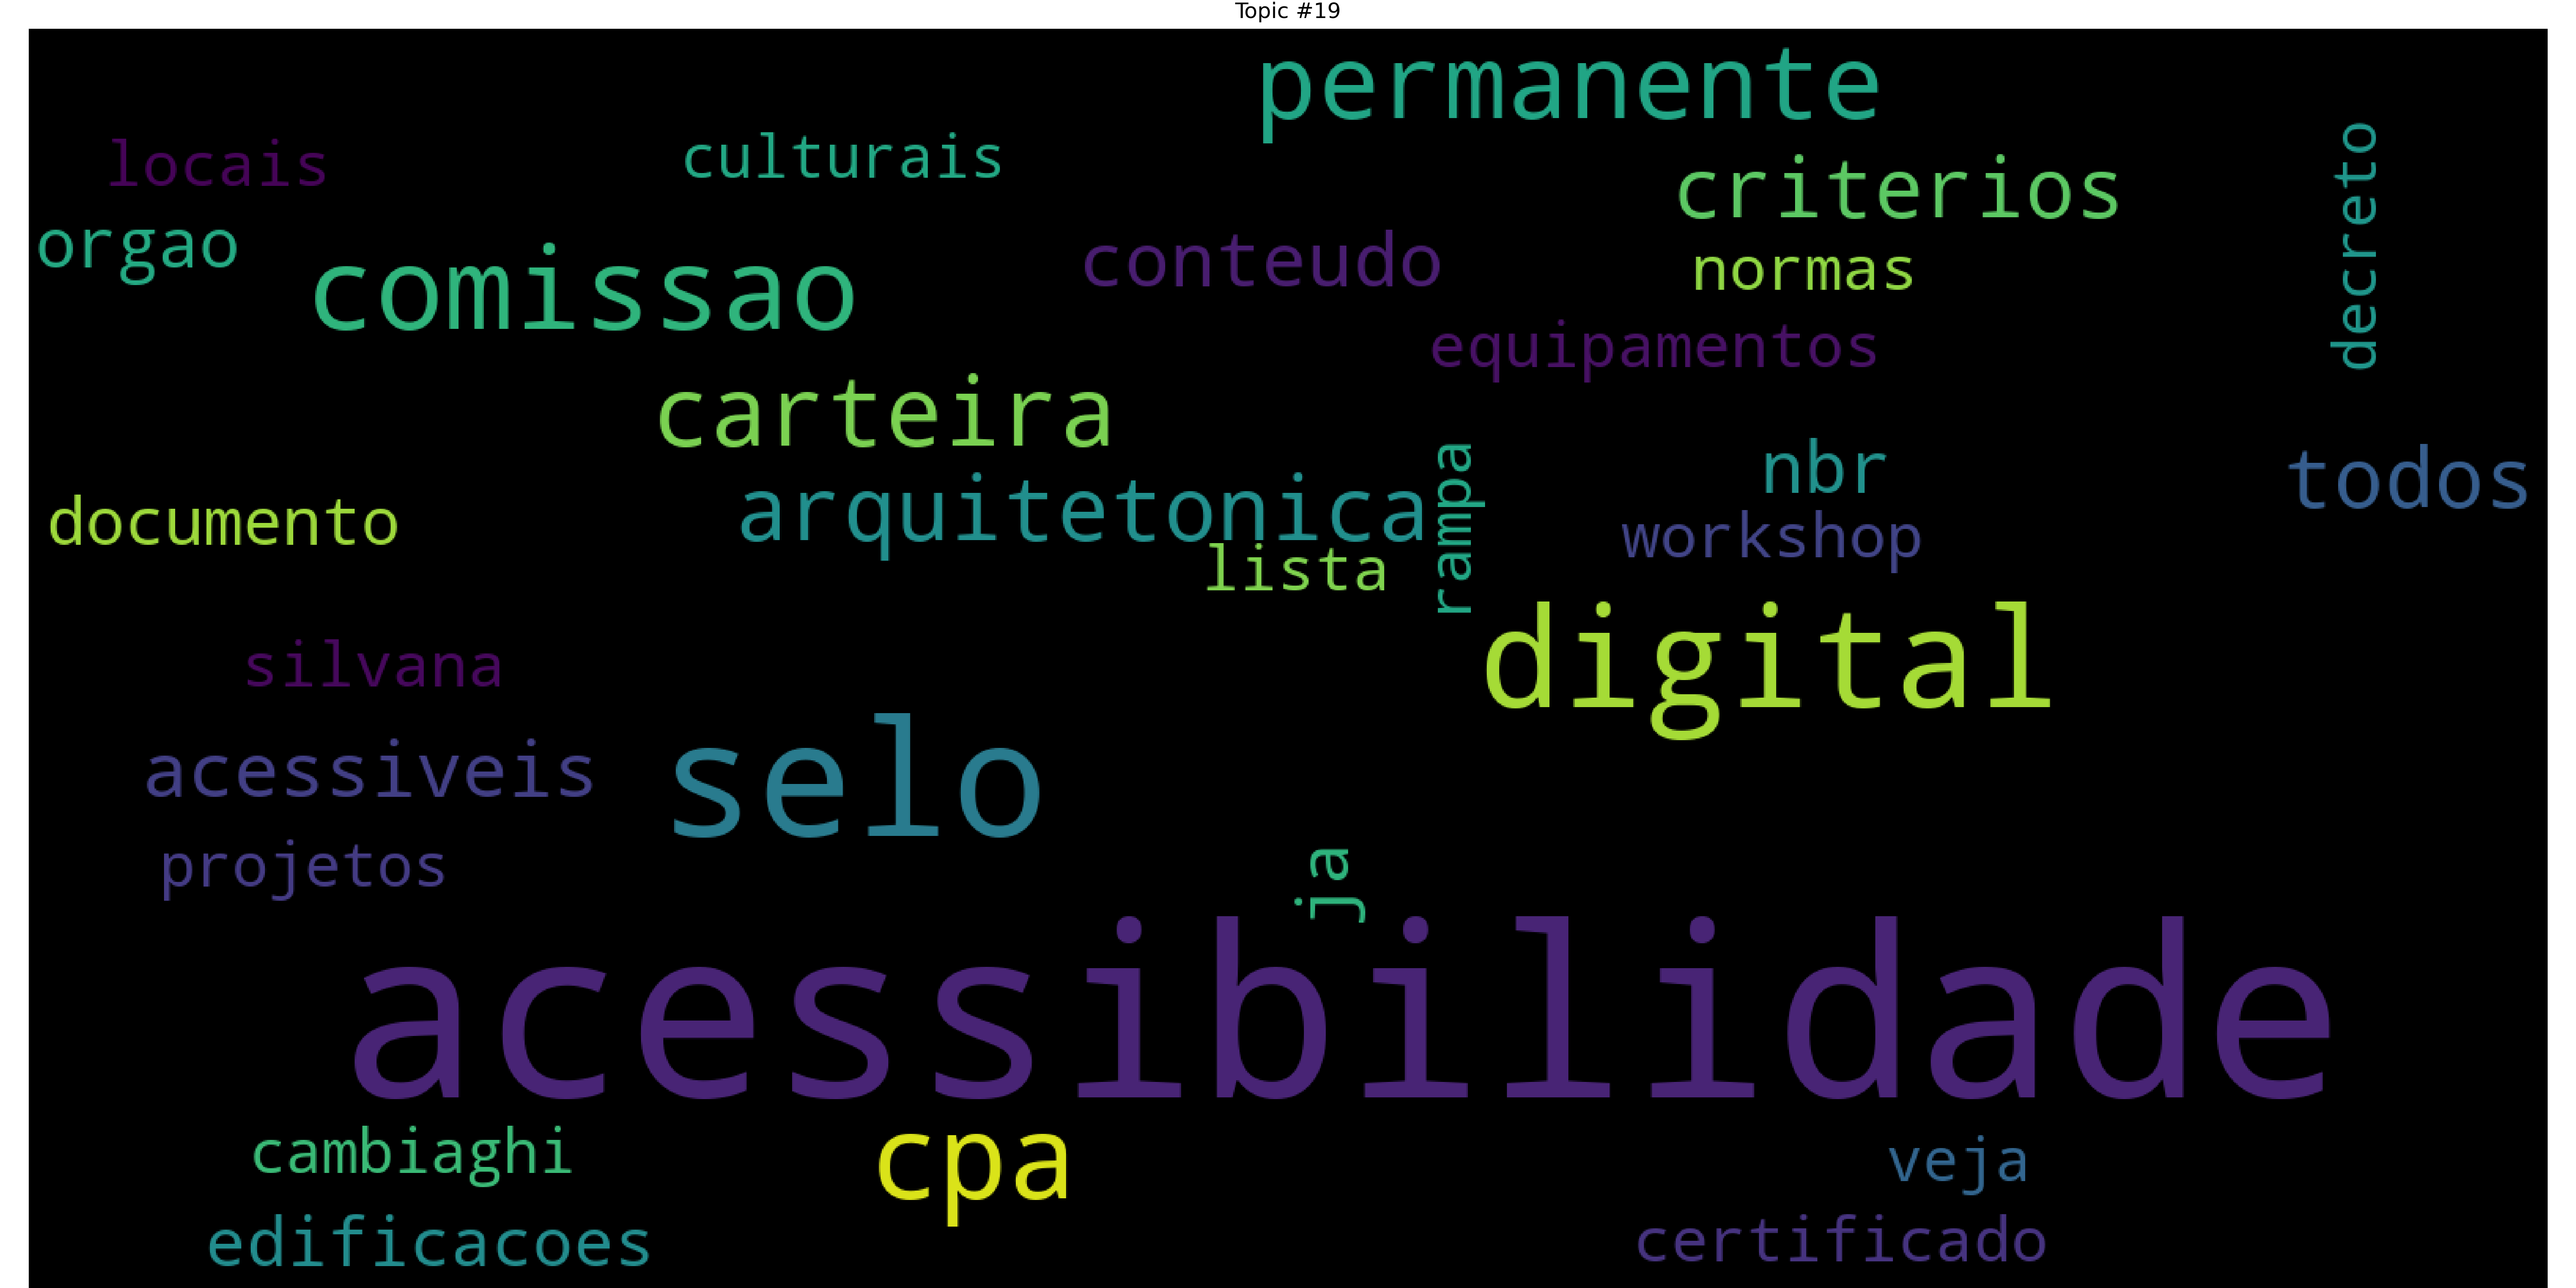 Topic #19
permanente
locais
culturais
criterios
decreto
orgao
comissao
conteudo
normas
equipamentos
carteira
rampa
nbr
todos
documento
arquitetonica
workshop
lista
silvana
digital
acessiveis
selo
projetos
ja
acessibilidade
cambiaghi
cpa
veja
edificacoes
certificado